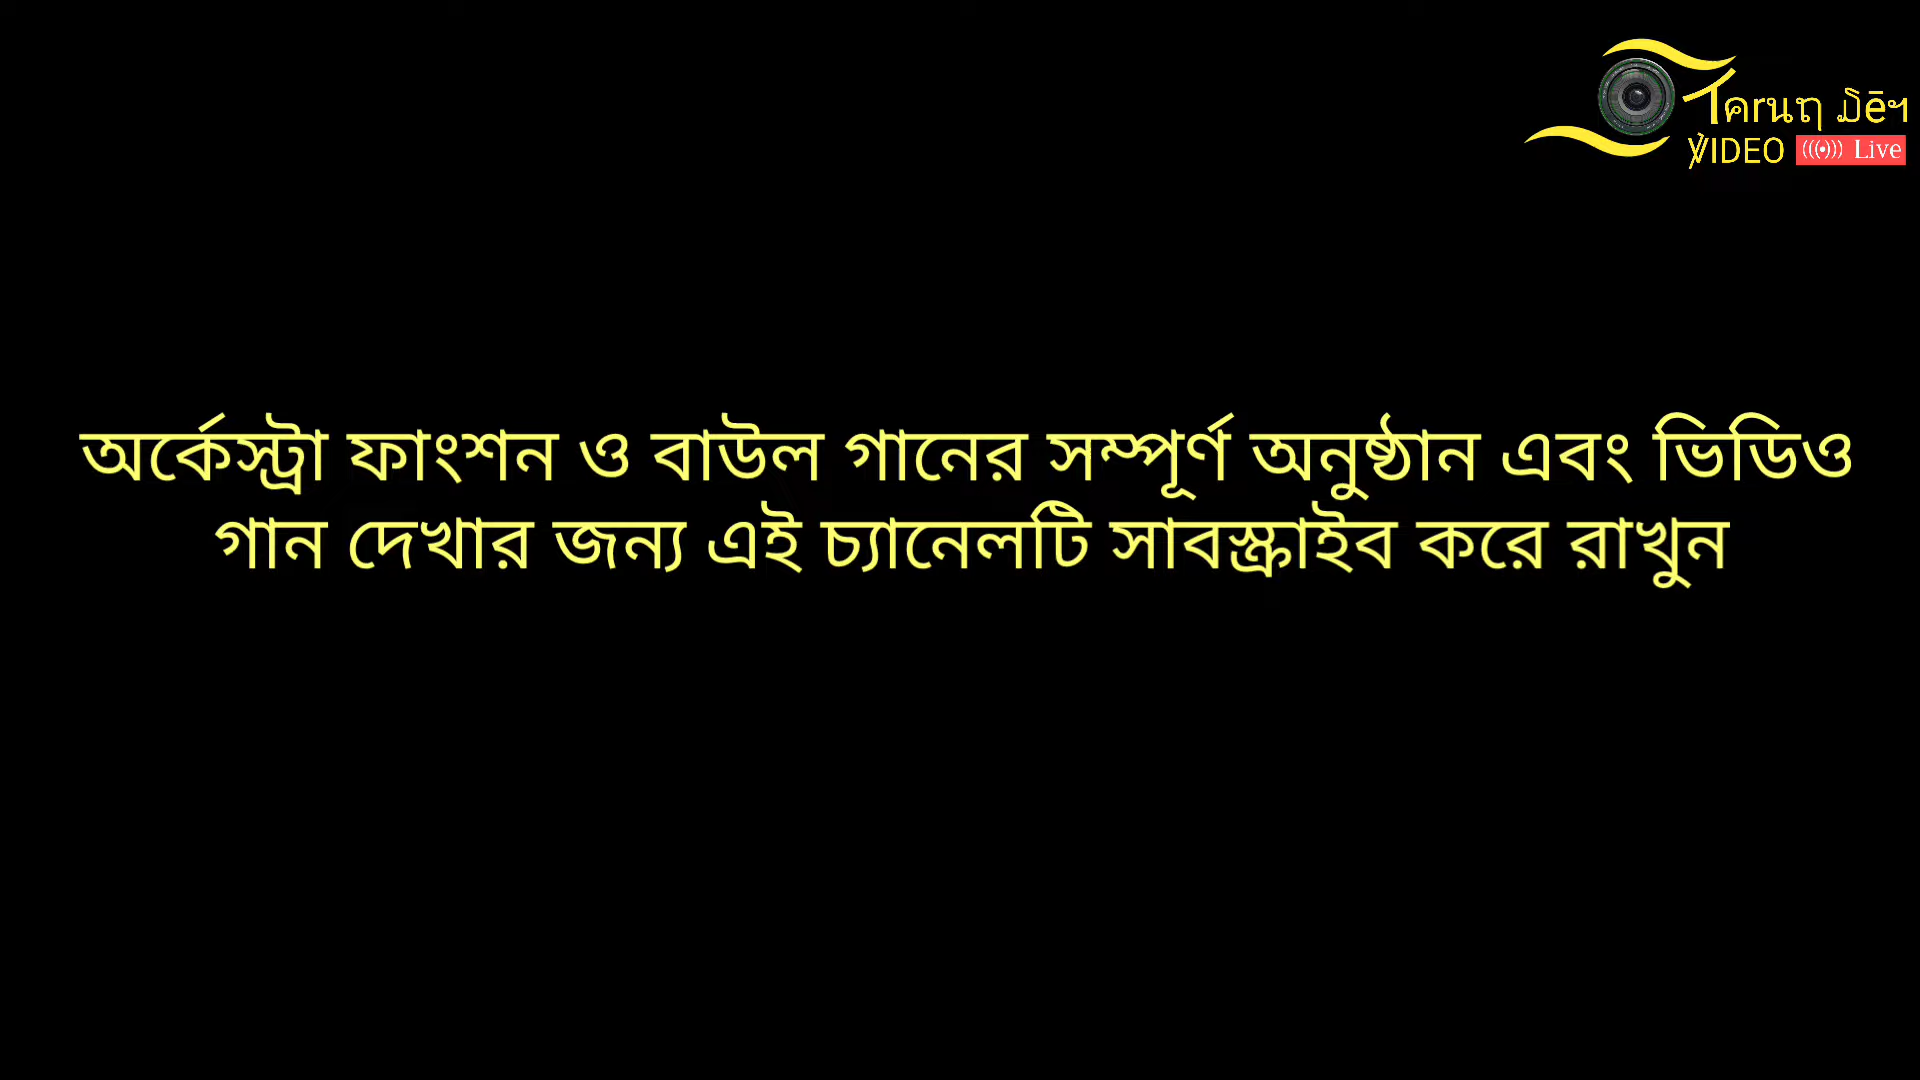 VIDEO Live
অর্কেস্ট্রা ফাংশন ও বাউল গানের সম্পূর্ণ অনুষ্ঠান এবং ভিডিও
গান দেখার জন্য এই চ্যানেলটি সাবস্ক্রাইব করে রাখুন